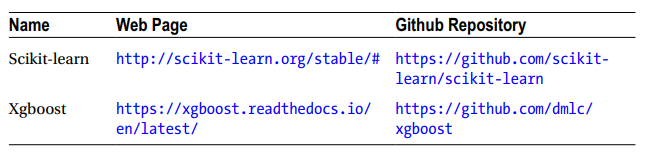 Name Web Page Github Repository
Scikit-learn http://scikit-learn.org/stable/# https://github.com/scikit-
learn/scikit-learn
Xgboost https://xgboost.readthedocs.io/ https://github.com/dmlc/
en/latest/ xgboost